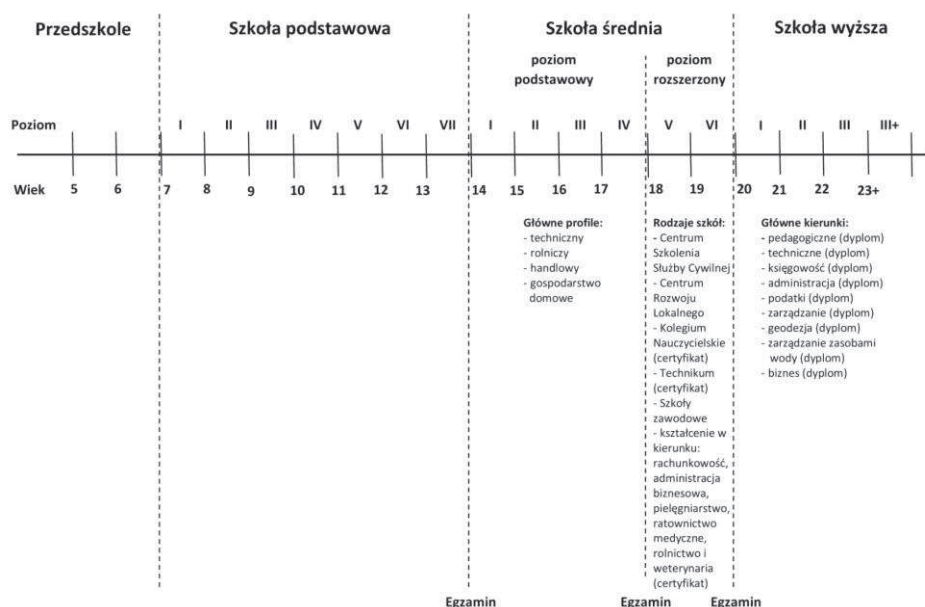 Przedszkole Szkoła podstawowa Szkoła średnia Szkoła wyższa
poziom podstawowy
poziom rozszerzony
Poziom I II III IV V VI VII I II III IV V VI I II III III+
Wiek 5 6 7 8 9 10 11 12 13 14 15 16 17 18 19 20 21 22 23+
Główne profile:
- techniczny
- rolniczy
- handlowy
- gospodarstwo
domowe
Rodzaje szkół:
- Centrum
Szkolenia
Służby Cywilnej
- Centrum
Rozwoju
Lokalnego
- Kolegium
Nauczycielskie
(certyfikat)
- Technikum
(certyfikat)
- Szkoły
zawodowe
- kształcenie w
kierunku:
rachunkowość,
administracja
biznesowa,
pielęgniarstwo,
ratownictwo
medyczne,
rolnictwo i
weterynaria
(certyfikat)
Główne kierunki:
- pedagogiczne (dyplom)
- techniczne (dyplom)
- księgowość (dyplom)
- administracja (dyplom)
- podatki (dyplom)
- zarządzanie (dyplom)
- geodezja (dyplom)
- zarządzanie zasobami
wody (dyplom)
- biznes (dyplom)
Egzamin Egzamin Egzamin